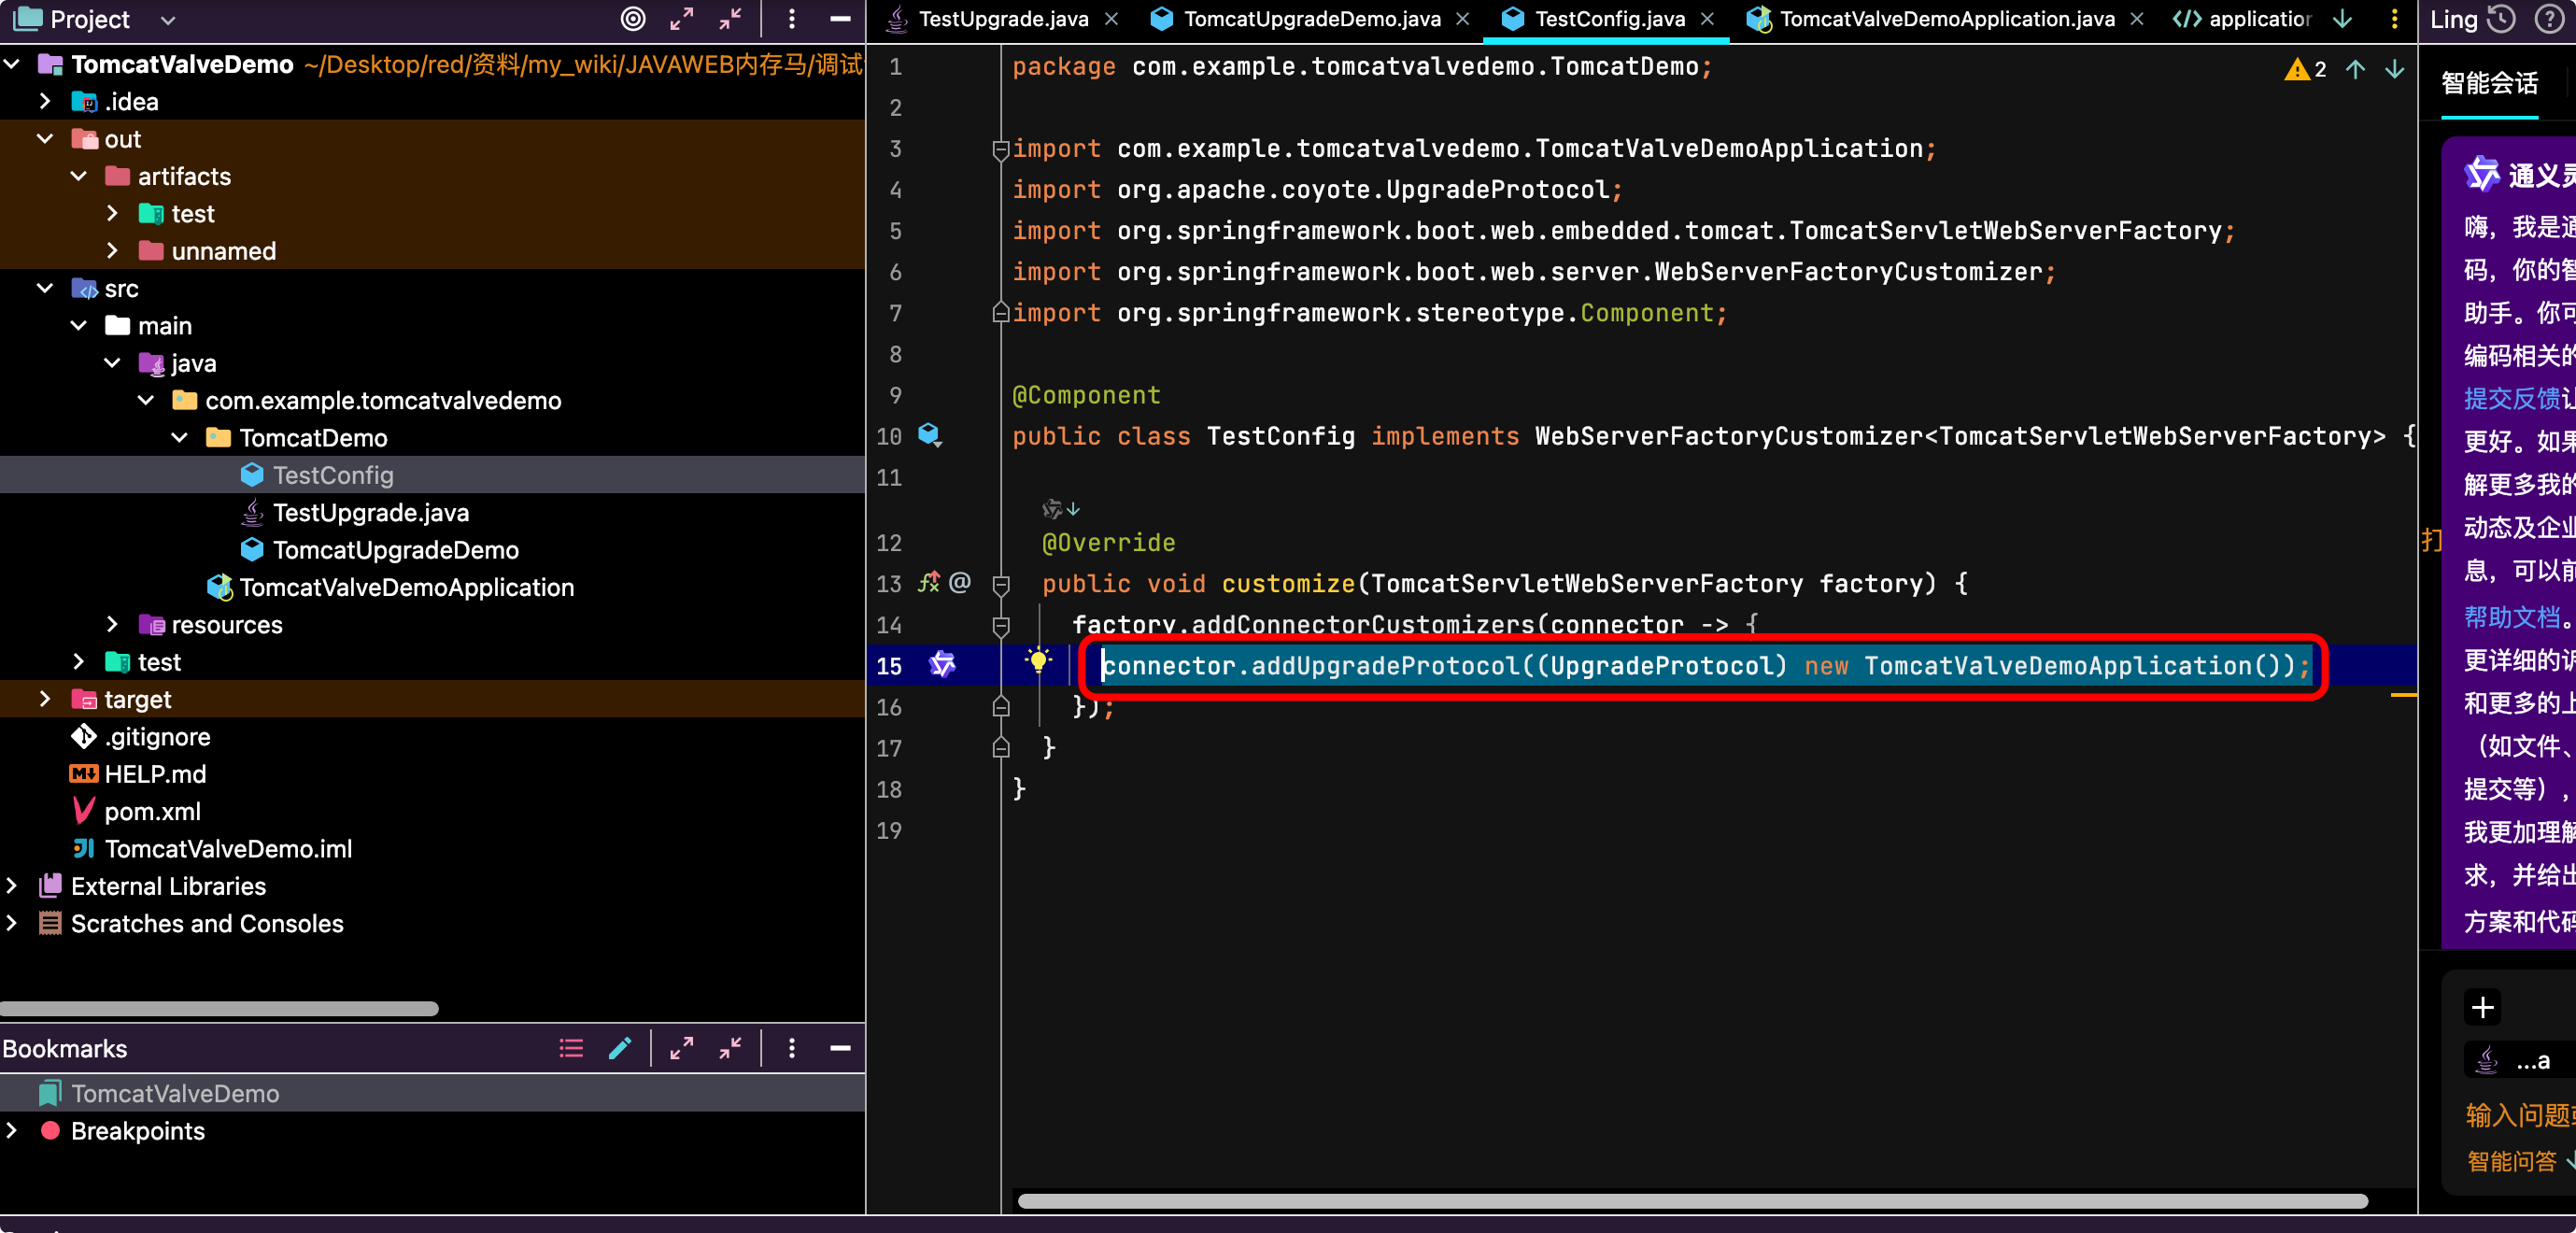 Project
TomcatValveDemo ~/Desktop/red/资料/my_wiki/JAVAWEB内存马/调试
.idea
out
artifacts
test
unnamed
src
main
java
com.example.tomcatvalvedemo
TomcatDemo
TestConfig
TestUpgrade.java
TomcatUpgradeDemo
TomcatValveDemoApplication
resources
test
target
.gitignore
HELP.md
pom.xml
TomcatValveDemo.iml
External Libraries
Scratches and Consoles
Bookmarks
TomcatValveDemo
Breakpoints
TestUpgrade.java TomcatUpgradeDemo.java TestConfig.java TomcatValveDemoApplication.java application
2
1 package com.example.tomcatvalvedemo.TomcatDemo;
2
3 import com.example.tomcatvalvedemo.TomcatValveDemoApplication;
4 import org.apache.coyote.UpgradeProtocol;
5 import org.springframework.boot.web.embedded.tomcat.TomcatServletWebServerFactory;
6 import org.springframework.boot.web.server.WebServerFactoryCustomizer;
7 import org.springframework.stereotype.Component;
8
9 @Component
10 public class TestConfig implements WebServerFactoryCustomizer<TomcatServletWebServerFactory> {
11
12 @Override
13 public void customize(TomcatServletWebServerFactory factory) {
14 factory.addConnectorCustomizers(connector -> {
15 connector.addUpgradeProtocol((UpgradeProtocol) new TomcatValveDemoApplication());
16 });
17 }
18 }
19
Ling
智能会话
通义灵
嗨，我是通
码，你的智
助手。你可
编码相关的
提交反馈让
更好。如果
解更多我的
动态及企业
息，可以前
帮助文档。
更详细的
和更多的上
（如文件、
提交等），
我更加理解
求，并给出
方案和代码
打
...a
输入问题或
智能问答